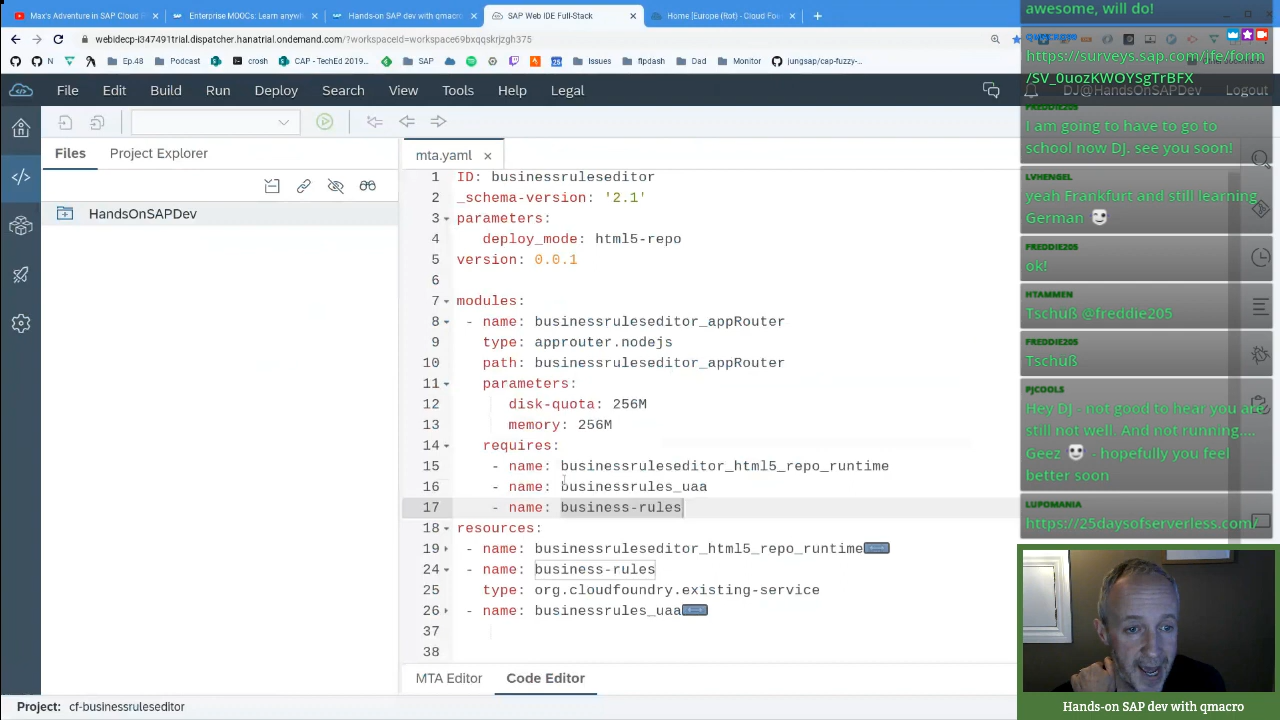 Max's Adventure in SAP Cloud F
Enterprise MOOCs: Learn anywh
Hands-on SAP dev with qmacro
SAP Web IDE Full-Stack
Home [Europe (Rot) - Cloud Fou
webidecp-i347491trial.dispatcher.hanatrial.ondemand.com/?workspaceId=workspace69bxqqskrjzgh375
N
Ep.48
Podcast
crosh
CAP - TechEd 2019...
Issues
flpdash
Dad
Monitor
jungsap/cap-fuzzy-...
File Edit Build Run Deploy Search View Tools Help Legal
DJ@HandsOnSAPDev
Logout
Files
Project Explorer
HandsOnSAPDev
mta.yaml ×
1 ID: businessruleseditor
2 _schema-version: '2.1'
3 parameters:
4 deploy_mode: html5-repo
5 version: 0.0.1
6
7 modules:
8 - name: businessruleseditor_appRouter
9 type: approuter.nodejs
10 path: businessruleseditor_appRouter
11 parameters:
12 disk-quota: 256M
13 memory: 256M
14 requires:
15 - name: businessruleseditor_html5_repo_runtime
16 - name: businessrules_uaa
17 - name: business-rules
18 resources:
19 - name: businessruleseditor_html5_repo_runtime
24 - name: business-rules
25 type: org.cloudfoundry.existing-service
26 - name: businessrules_uaa
37
38
MTA Editor
Code Editor
Project: cf-businessruleseditor
awesome, will do!
https://surveys.sap.com/jfe/form
/SV_0uozKWOYSgTrBFX
FREDDIE205
I am going to have to go to
school now DJ. see you soon!
LVHENGEL
yeah Frankfurt and still learning
German
FREDDIE205
ok!
HTAMMEN
Tschuß @freddie205
FREDDIE205
Tschuß
PJCOOLS
Hey DJ - not good to hear you are
still not well. And not running....
Geez - hopefully you feel
better soon
LUPOMANIA
https://25daysofserverless.com/
Hands-on SAP dev with qmacro